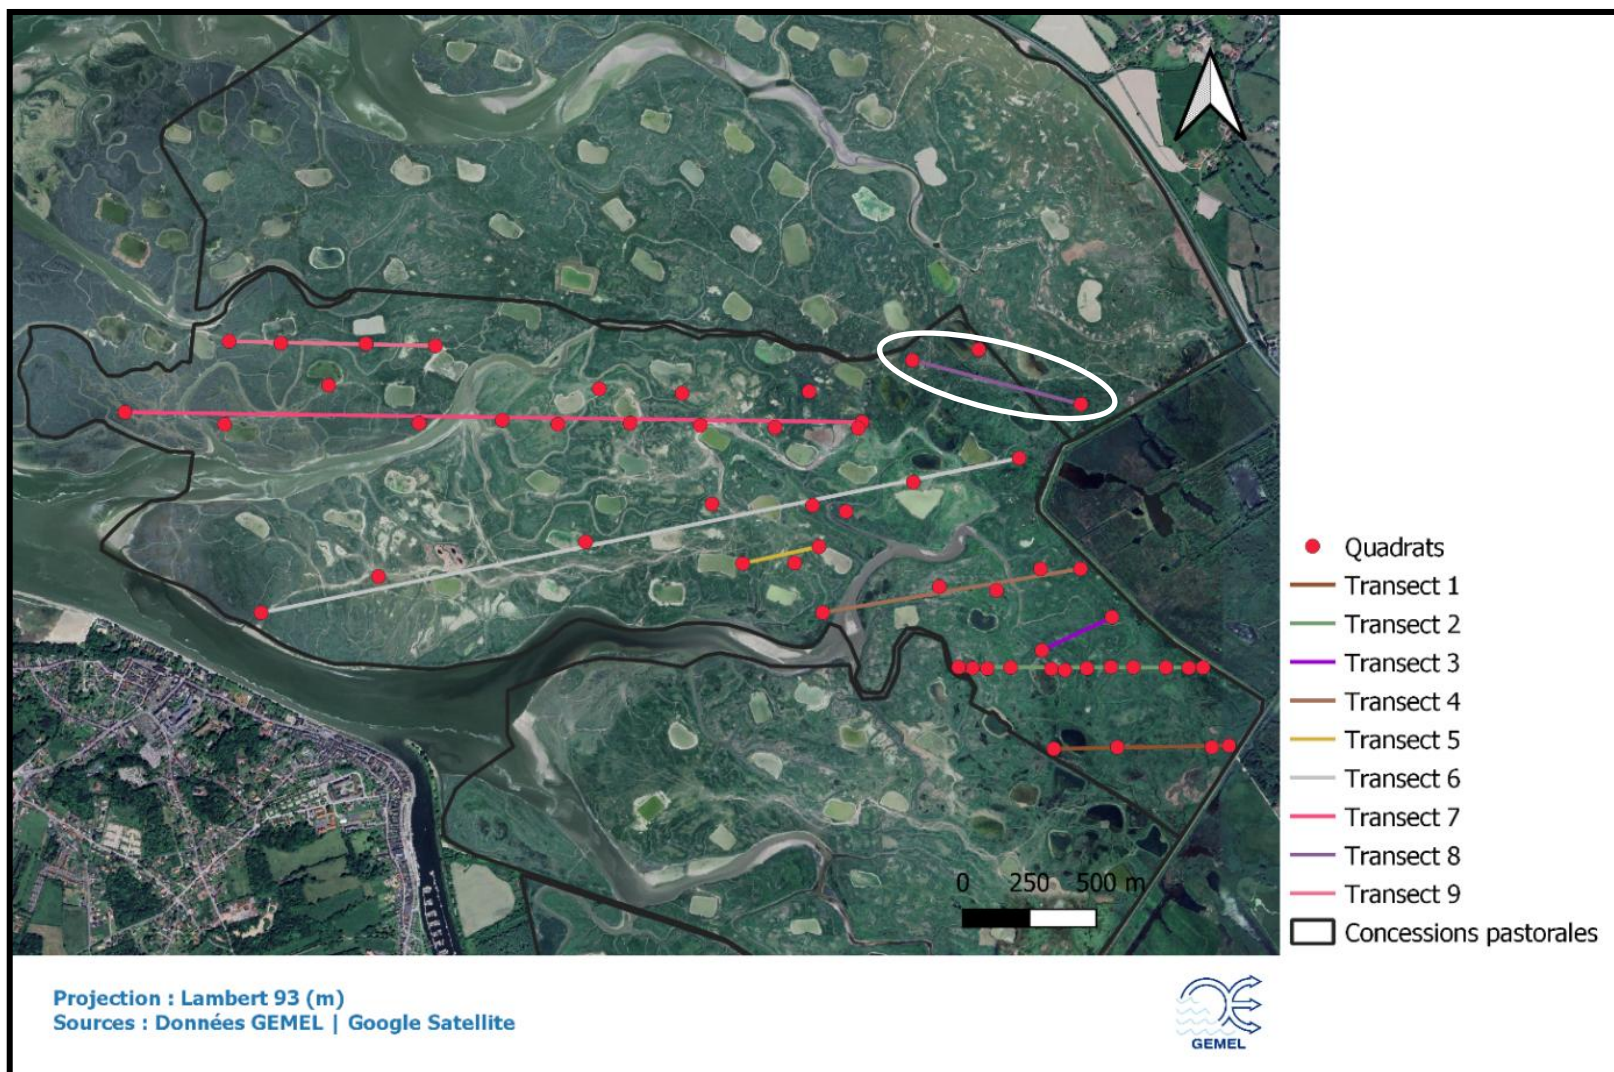 Quadrats
Transect 1
Transect 2
Transect 3
Transect 4
Transect 5
Transect 6
Transect 7
Transect 8
Transect 9
Concessions pastorales
0 250 500 m
Projection : Lambert 93 (m)
Sources : Données GEMEL | Google Satellite
GEMEL